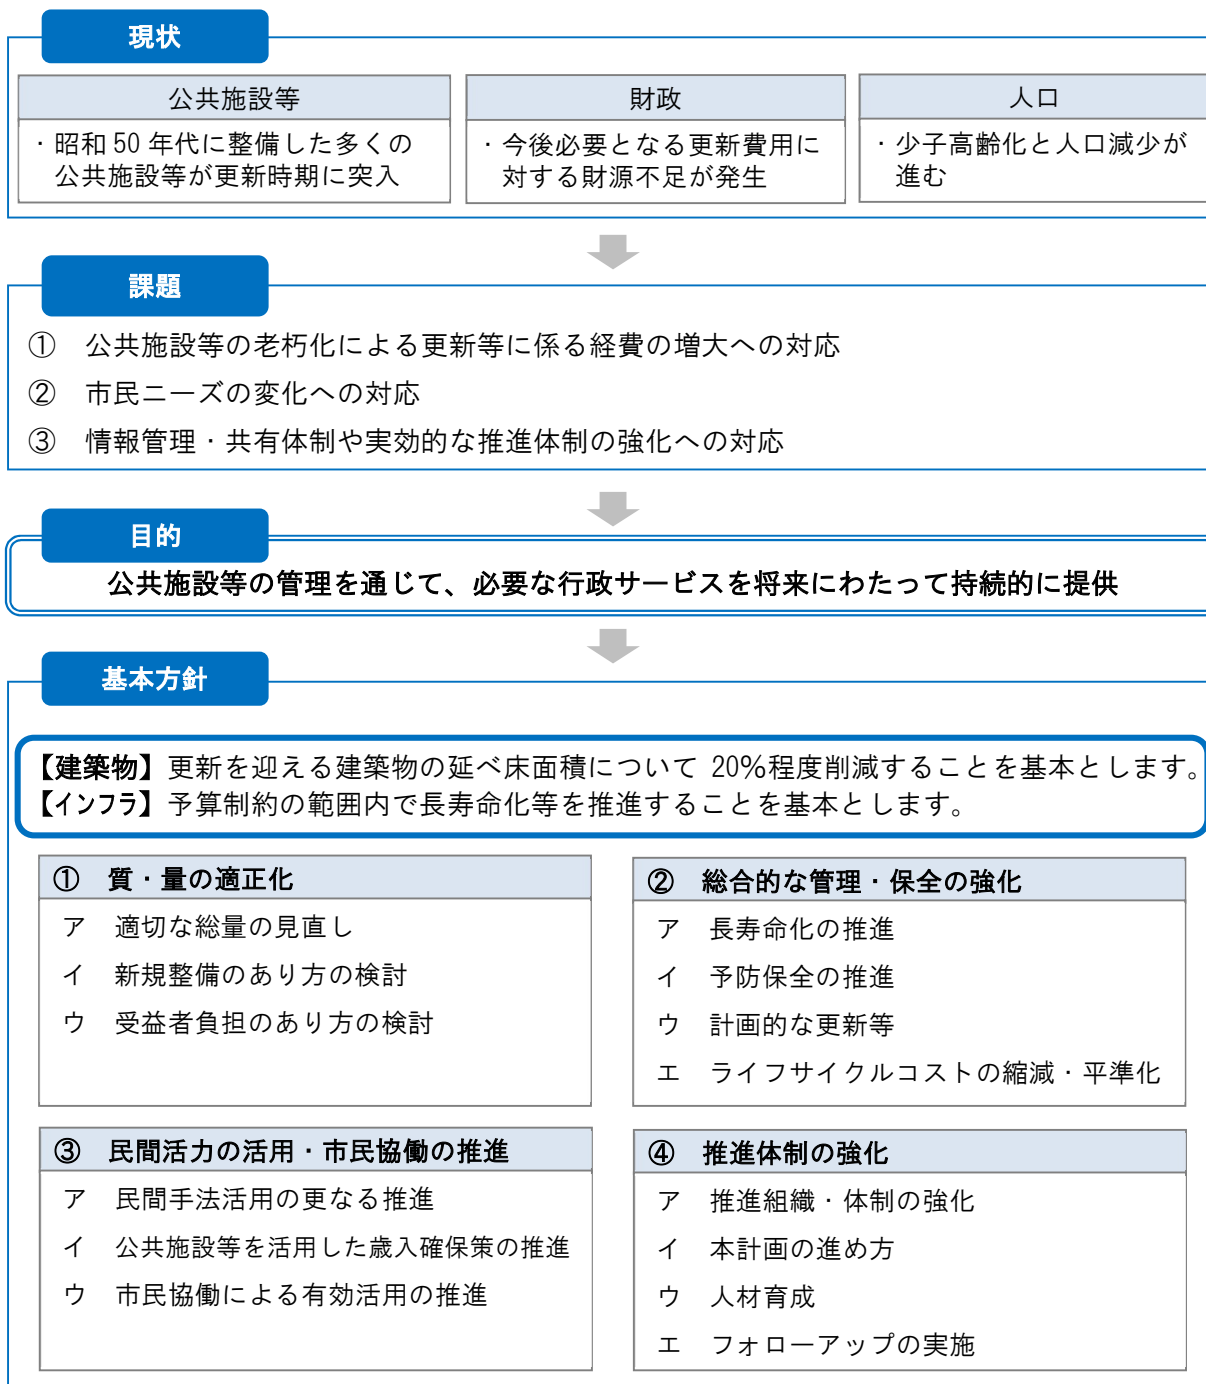 現状
公共施設等
・昭和 50 年代に整備した多くの
公共施設等が更新時期に突入
財政
・今後必要となる更新費用に
対する財源不足が発生
人口
・少子高齢化と人口減少が
進む
課題
① 公共施設等の老朽化による更新等に係る経費の増大への対応
② 市民ニーズの変化への対応
③ 情報管理・共有体制や実効的な推進体制の強化への対応
目的
公共施設等の管理を通じて、必要な行政サービスを将来にわたって持続的に提供
基本方針
【建築物】更新を迎える建築物の延べ床面積について 20%程度削減することを基本とします。
【インフラ】予算制約の範囲内で長寿命化等を推進することを基本とします。
① 質・量の適正化
ア 適切な総量の見直し
イ 新規整備のあり方の検討
ウ 受益者負担のあり方の検討
② 総合的な管理・保全の強化
ア 長寿命化の推進
イ 予防保全の推進
ウ 計画的な更新等
エ ライフサイクルコストの縮減・平準化
③ 民間活力の活用・市民協働の推進
ア 民間手法活用の更なる推進
イ 公共施設等を活用した歳入確保策の推進
ウ 市民協働による有効活用の推進
④ 推進体制の強化
ア 推進組織・体制の強化
イ 本計画の進め方
ウ 人材育成
エ フォローアップの実施